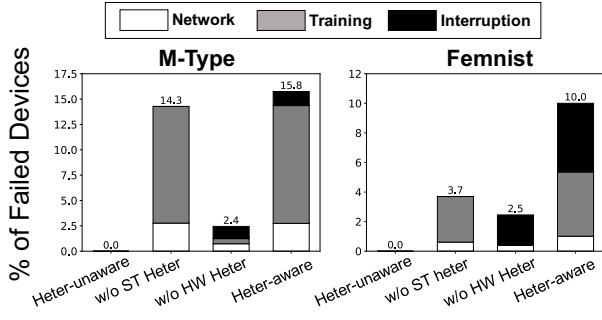 Network Training Interruption
M-Type
Femnist
% of Failed Devices
17.5
15.0
12.5
10.0
7.5
5.0
2.5
0.0
0.0
14.3
2.4
15.8
Heter-unaware
w/o ST Heter
w/o HW Heter
Heter-aware
12
10
8
6
4
2
0
0.0
3.7
2.5
10.0
Heter-unaware
w/o ST heter
w/o HW Heter
Heter-aware